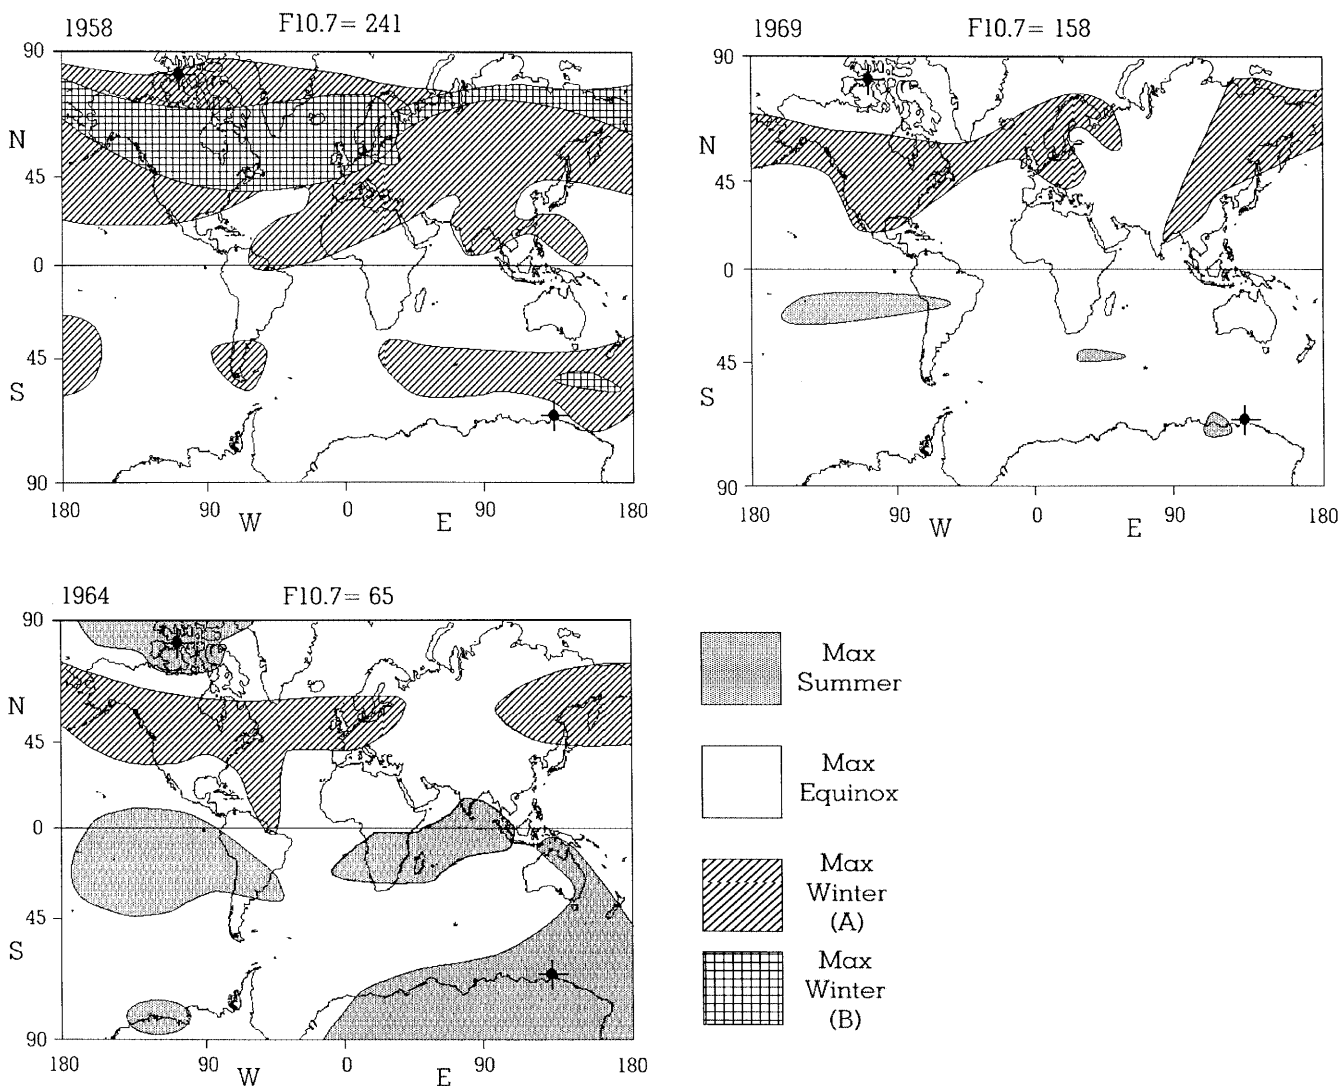 1958
F10.7= 241
90
N
45
0
45
S
90
180
90
W
0
E
90
180
1969
F10.7= 158
90
N
45
0
45
S
90
180
90
W
0
E
90
180
1964
F10.7= 65
90
N
45
0
45
S
90
180
90
W
0
E
90
180
Max
Summer
Max
Equinox
Max
Winter
(A)
Max
Winter
(B)